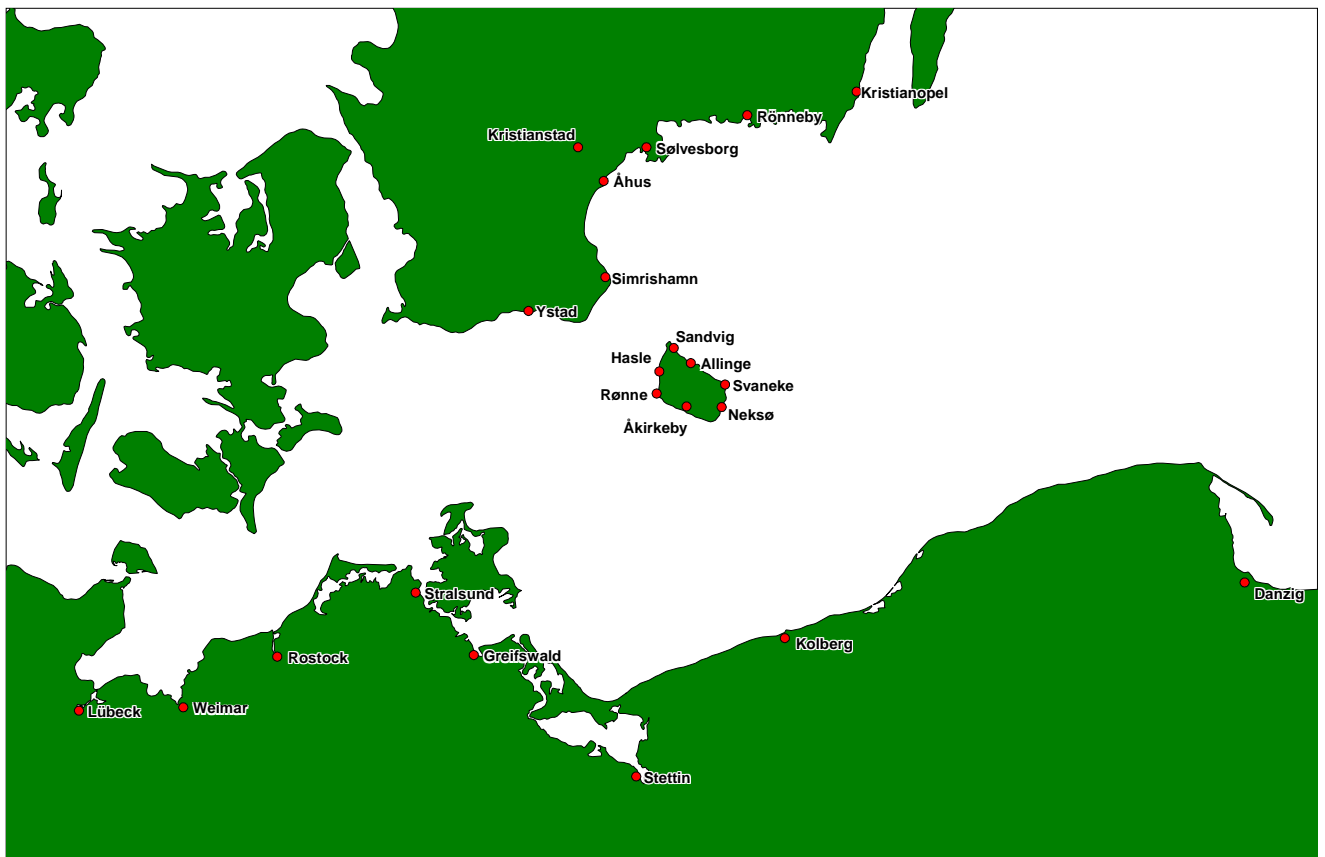 Kristianopel
Rönneby
Kristianstad
Sølvesborg
Åhus
Simrishamn
Ystad
Sandvig
Hasle
Allinge
Svaneke
Rønne
Neksø
Åkirkeby
Danzig
Stralsund
Kolberg
Greifswald
Rostock
Weimar
Lübeck
Stettin